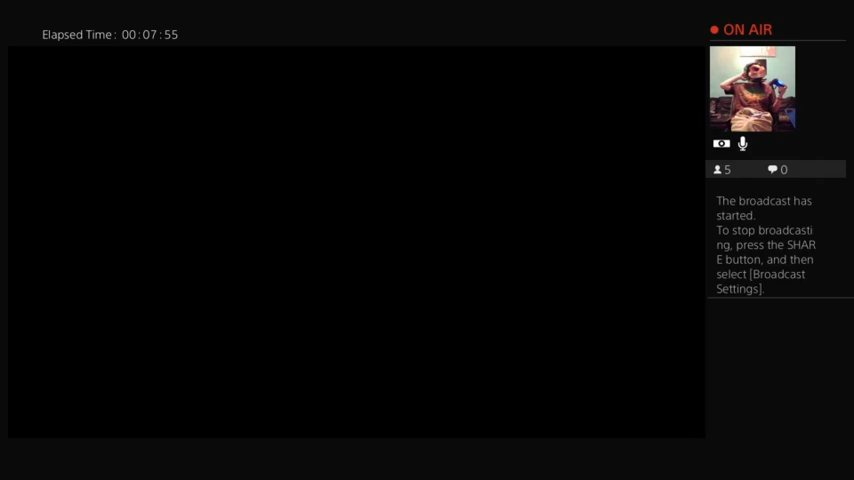 Elapsed Time: 00:07:55
ON AIR
5 0
The broadcast has
started.
To stop broadcasti
ng, press the SHAR
E button, and then
select [Broadcast
Settings].